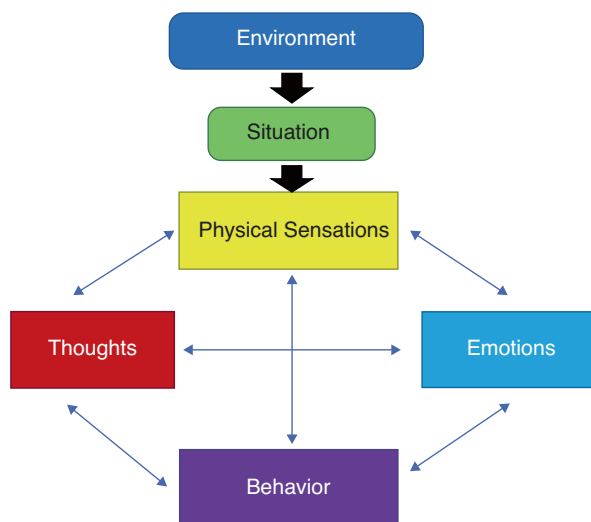 Environment
Situation
Physical Sensations
Thoughts
Emotions
Behavior